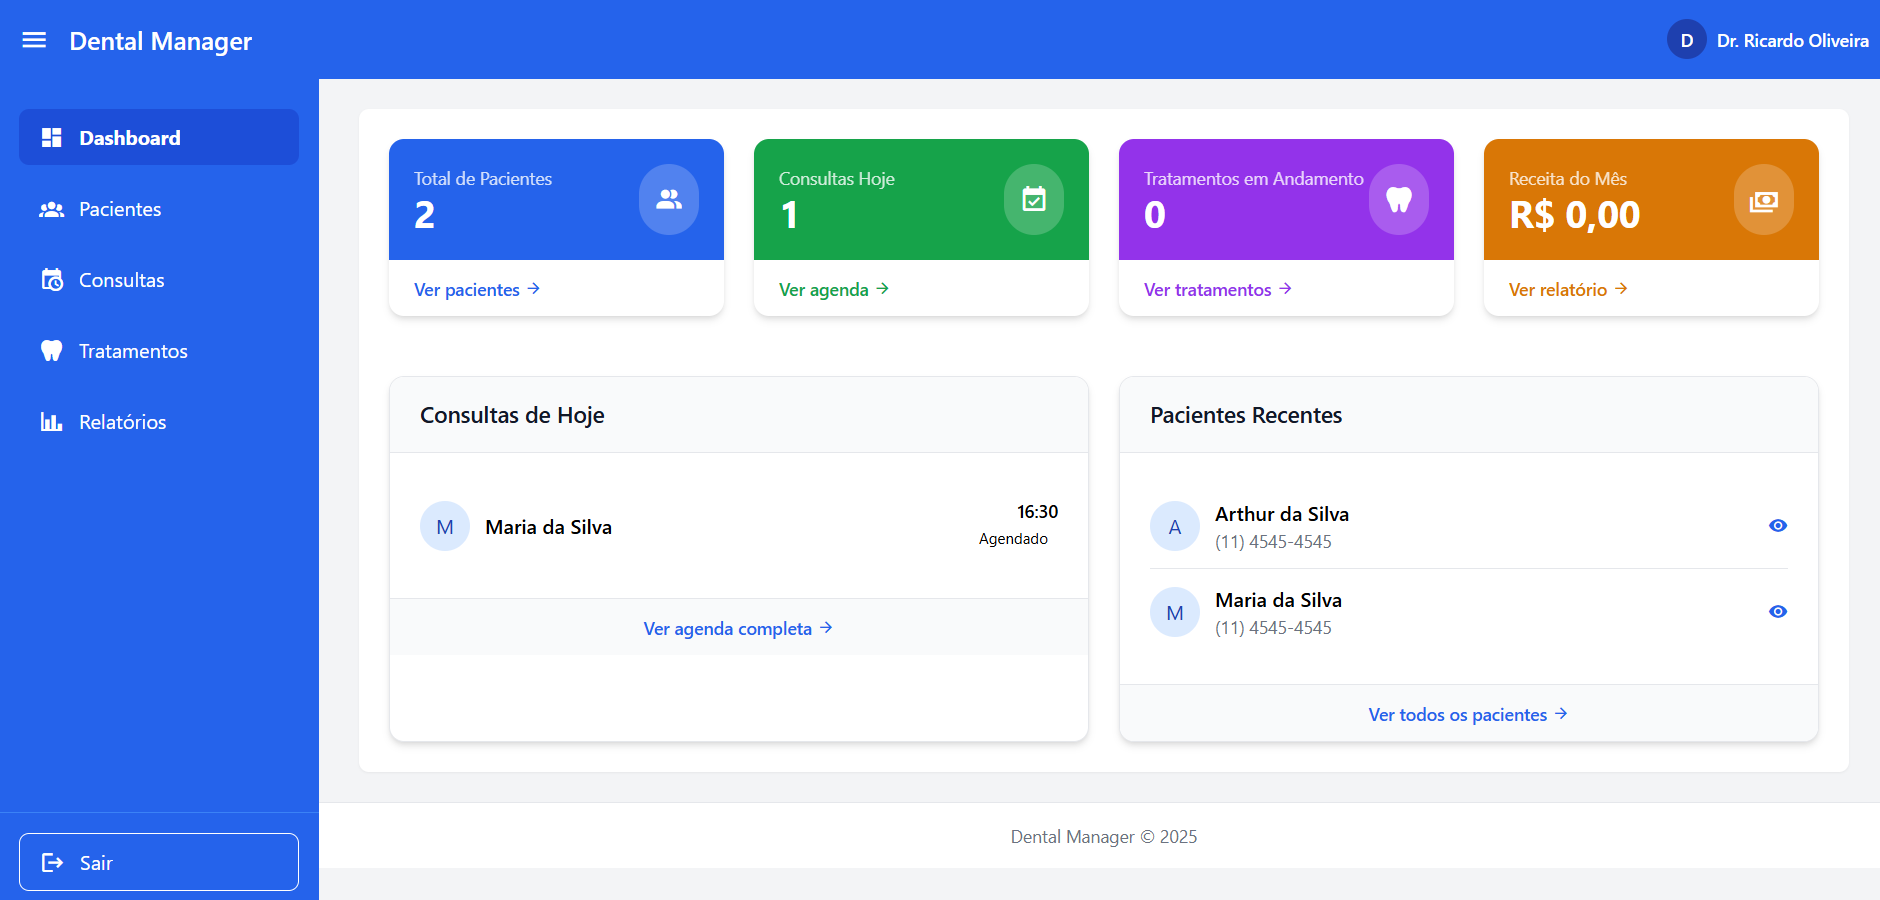 Dental Manager
D Dr. Ricardo Oliveira
Dashboard
Pacientes
Consultas
Tratamentos
Relatórios
Sair
Total de Pacientes
2
Ver pacientes →
Consultas Hoje
1
Ver agenda →
Tratamentos em Andamento
0
Ver tratamentos →
Receita do Mês
R$ 0,00
Ver relatório →
Consultas de Hoje
M Maria da Silva
16:30
Agendado
Ver agenda completa →
Pacientes Recentes
A Arthur da Silva
(11) 4545-4545
M Maria da Silva
(11) 4545-4545
Ver todos os pacientes →
Dental Manager © 2025